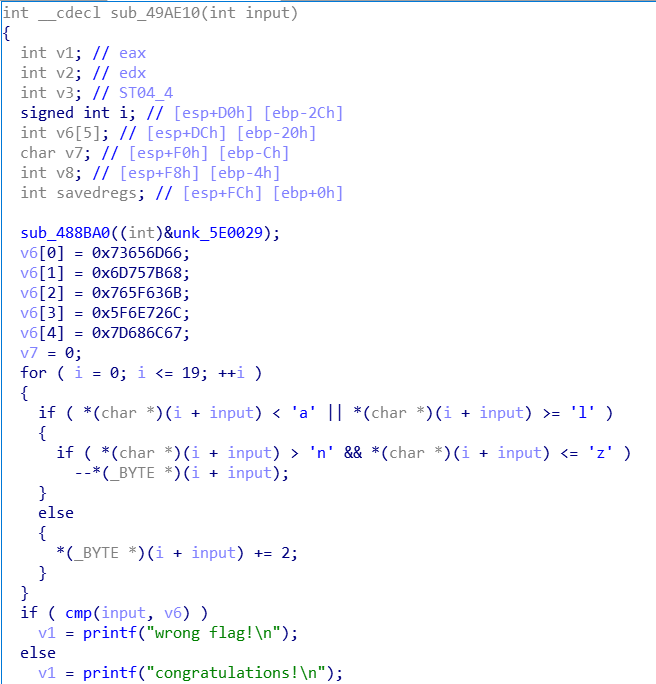 int __cdecl sub_49AE10(int input)
{
  int v1; // eax
  int v2; // edx
  int v3; // ST04_4
  signed int i; // [esp+D0h] [ebp-2Ch]
  int v6[5]; // [esp+DCh] [ebp-20h]
  char v7; // [esp+F0h] [ebp-Ch]
  int v8; // [esp+F8h] [ebp-4h]
  int savedregs; // [esp+FCh] [ebp+0h]

  sub_488BA0((int)&unk_5E0029);
  v6[0] = 0x73656D66;
  v6[1] = 0x6D757B68;
  v6[2] = 0x765F636B;
  v6[3] = 0x5F6E726C;
  v6[4] = 0x7D686C67;
  v7 = 0;
  for ( i = 0; i <= 19; ++i )
  {
    if ( *(char *)(i + input) < 'a' || *(char *)(i + input) >= 'l' )
    {
      if ( *(char *)(i + input) > 'n' && *(char *)(i + input) <= 'z' )
        --*(_BYTE *)(i + input);
    }
    else
    {
      *(_BYTE *)(i + input) += 2;
    }
  }
  if ( cmp(input, v6) )
    v1 = printf("wrong flag!\n");
  else
    v1 = printf("congratulations!\n");